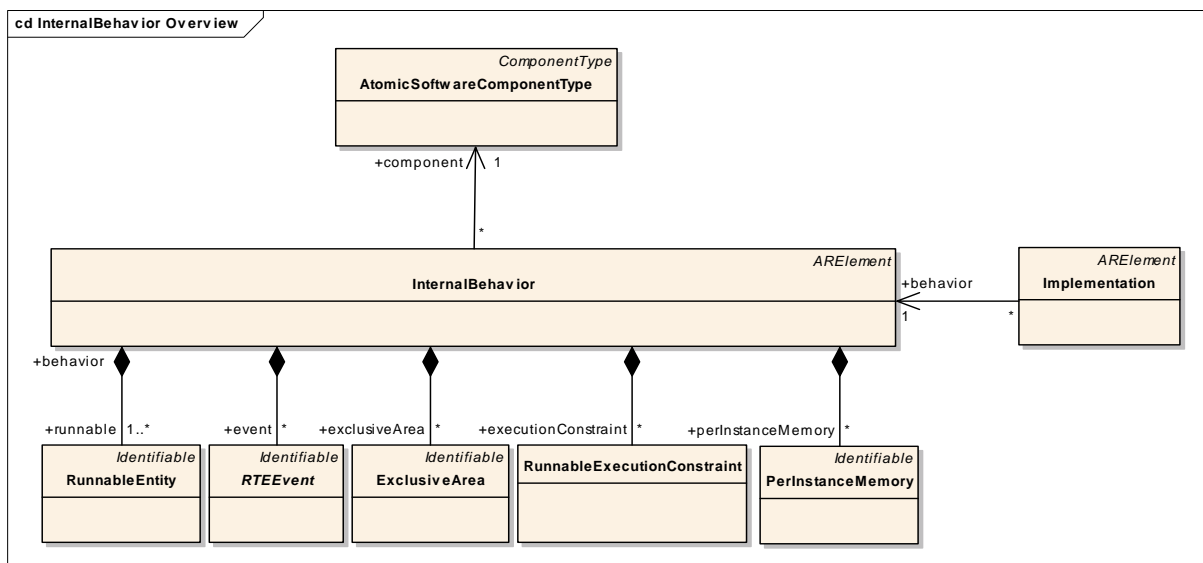 cd InternalBehavior Overview
ComponentType
AtomicSoftwareComponentType
+component 1
*
ARElement
InternalBehavior
ARElement
Implementation
+behavior
1 *
+behavior
+runnable 1..* +event * +exclusiveArea * +executionConstraint * +perInstanceMemory *
Identifiable
RunnableEntity
Identifiable
RTEEvent
Identifiable
ExclusiveArea
RunnableExecutionConstraint
Identifiable
PerInstanceMemory